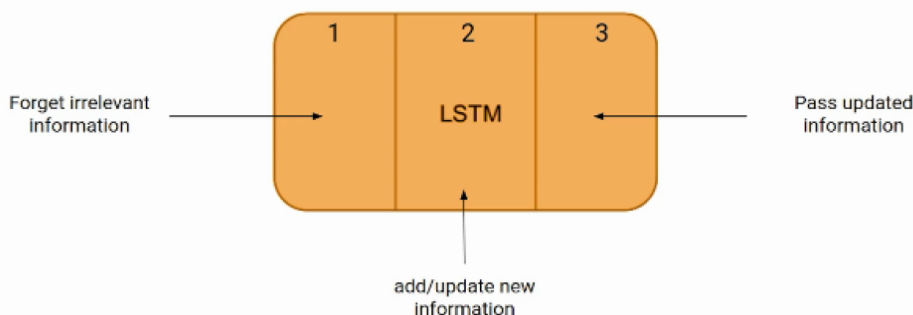 1
2
3
Forget irrelevant
information
LSTM
Pass updated
information
add/update new
information